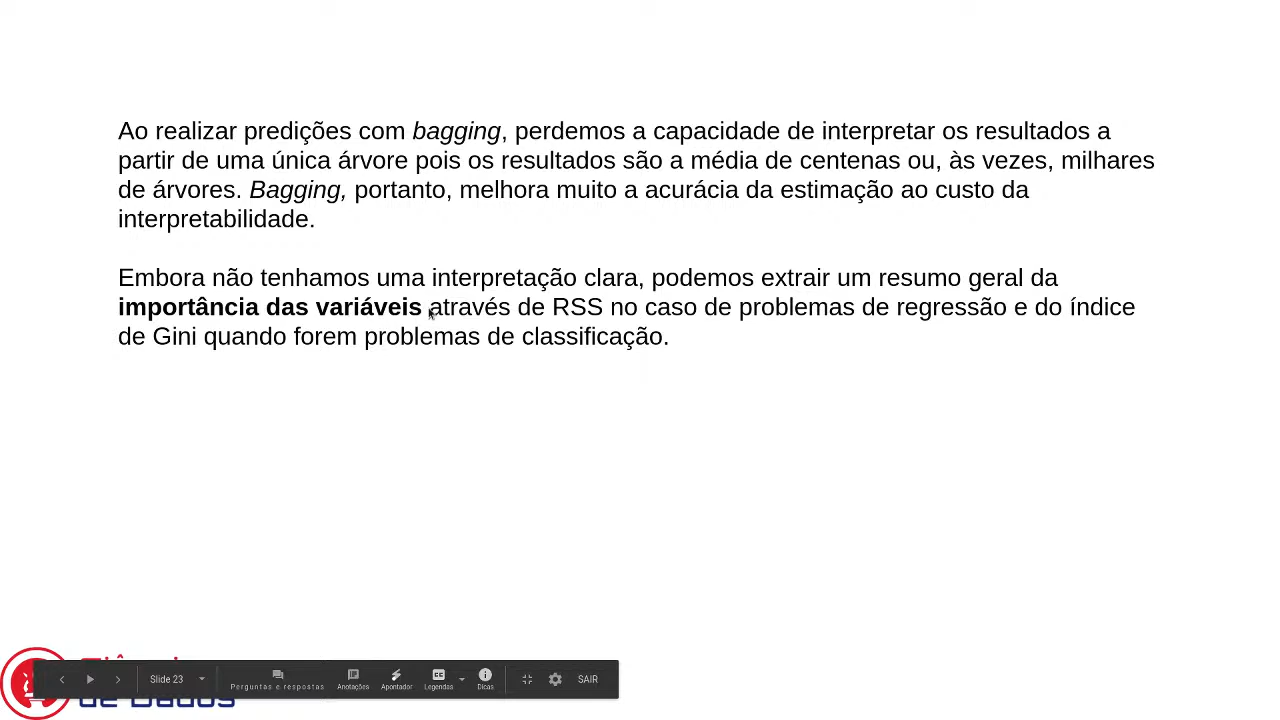 Ao realizar predições com bagging, perdemos a capacidade de interpretar os resultados a
partir de uma única árvore pois os resultados são a média de centenas ou, às vezes, milhares
de árvores. Bagging, portanto, melhora muito a acurácia da estimação ao custo da
interpretabilidade.
Embora não tenhamos uma interpretação clara, podemos extrair um resumo geral da
importância das variáveis através de RSS no caso de problemas de regressão e do índice
de Gini quando forem problemas de classificação.
Slide 23
Perguntas e respostas
Anotações
Apontador
Legendas
Dicas
SAIR
de Dados